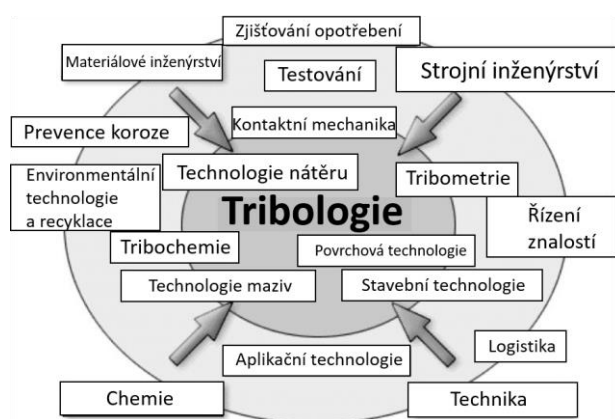 Zjišťování opotřebení
Materiálové inženýrství
Testování
Strojní inženýrství
Kontaktní mechanika
Prevence koroze
Technologie nátěru
Environmentální
technologie
a recyklace
Tribometrie
Tribologie
Řízení
znalostí
Tribochemie
Povrchová technologie
Technologie maziv
Stavební technologie
Logistika
Aplikační technologie
Chemie
Technika